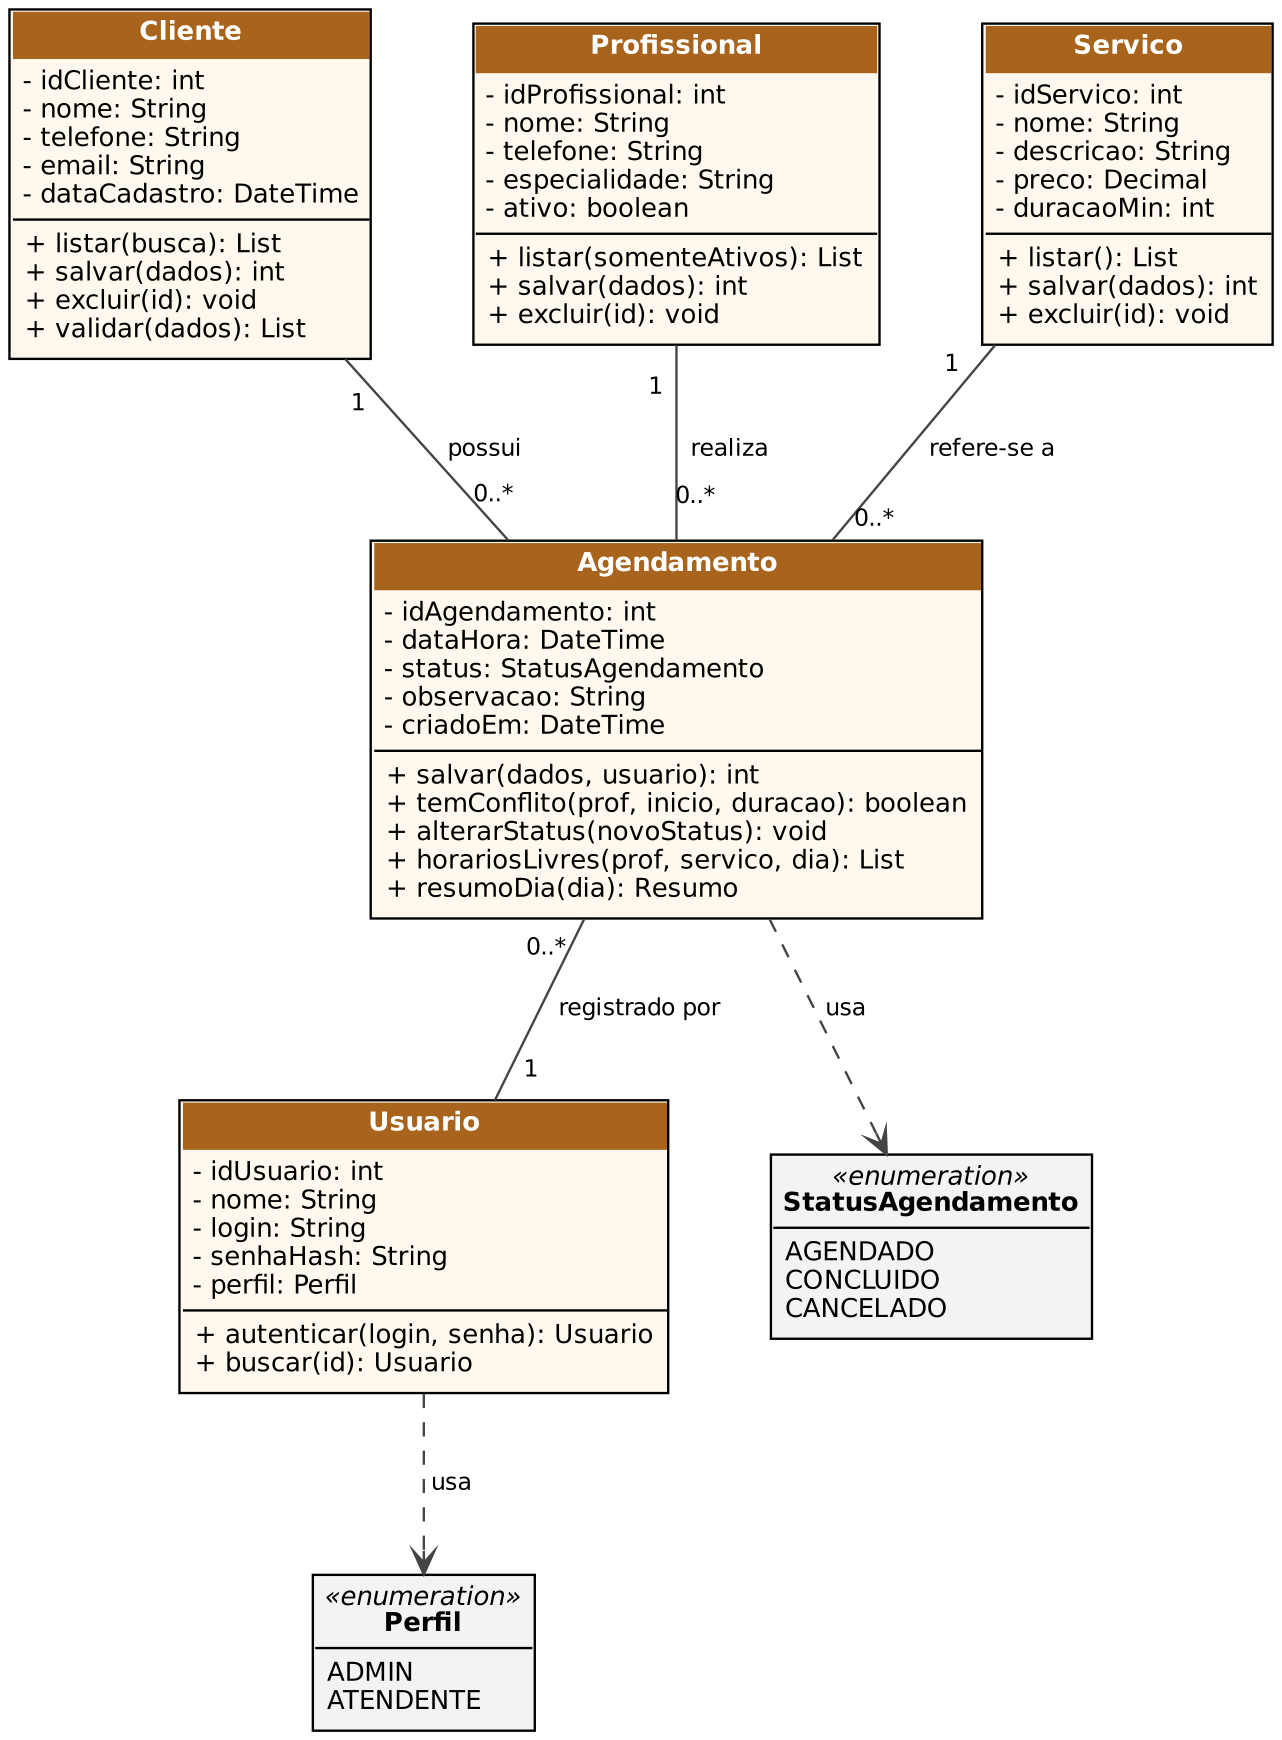 Cliente
- idCliente: int
- nome: String
- telefone: String
- email: String
- dataCadastro: DateTime
+ listar(busca): List
+ salvar(dados): int
+ excluir(id): void
+ validar(dados): List
Profissional
- idProfissional: int
- nome: String
- telefone: String
- especialidade: String
- ativo: boolean
+ listar(somenteAtivos): List
+ salvar(dados): int
+ excluir(id): void
Servico
- idServico: int
- nome: String
- descricao: String
- preco: Decimal
- duracaoMin: int
+ listar(): List
+ salvar(dados): int
+ excluir(id): void
1
possui
0..*
1
realiza
0..*
1
refere-se a
0..*
Agendamento
- idAgendamento: int
- dataHora: DateTime
- status: StatusAgendamento
- observacao: String
- criadoEm: DateTime
+ salvar(dados, usuario): int
+ temConflito(prof, inicio, duracao): boolean
+ alterarStatus(novoStatus): void
+ horariosLivres(prof, servico, dia): List
+ resumoDia(dia): Resumo
0..*
registrado por
1
usa
Usuario
- idUsuario: int
- nome: String
- login: String
- senhaHash: String
- perfil: Perfil
+ autenticar(login, senha): Usuario
+ buscar(id): Usuario
«enumeration»
StatusAgendamento
AGENDADO
CONCLUIDO
CANCELADO
usa
«enumeration»
Perfil
ADMIN
ATENDENTE